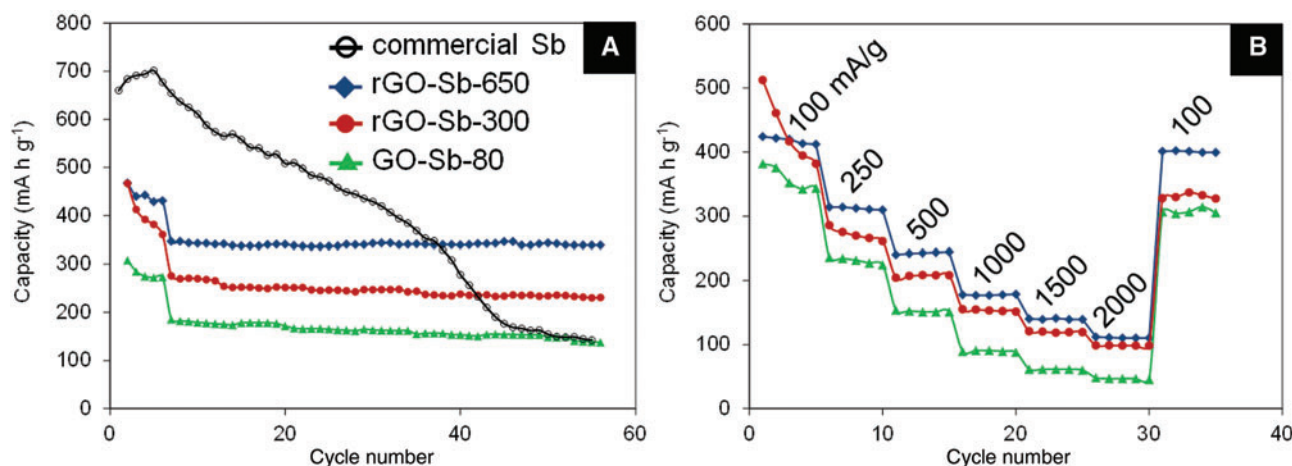 A
commercial Sb
rGO-Sb-650
rGO-Sb-300
GO-Sb-80
800
700
600
500
400
300
200
100
0
Capacity (mA h g⁻¹)
0 20 40 60
Cycle number
B
600
500
400
300
200
100
0
Capacity (mA h g⁻¹)
100 mA/g
250
500
1000
1500
2000
100
0 10 20 30 40
Cycle number